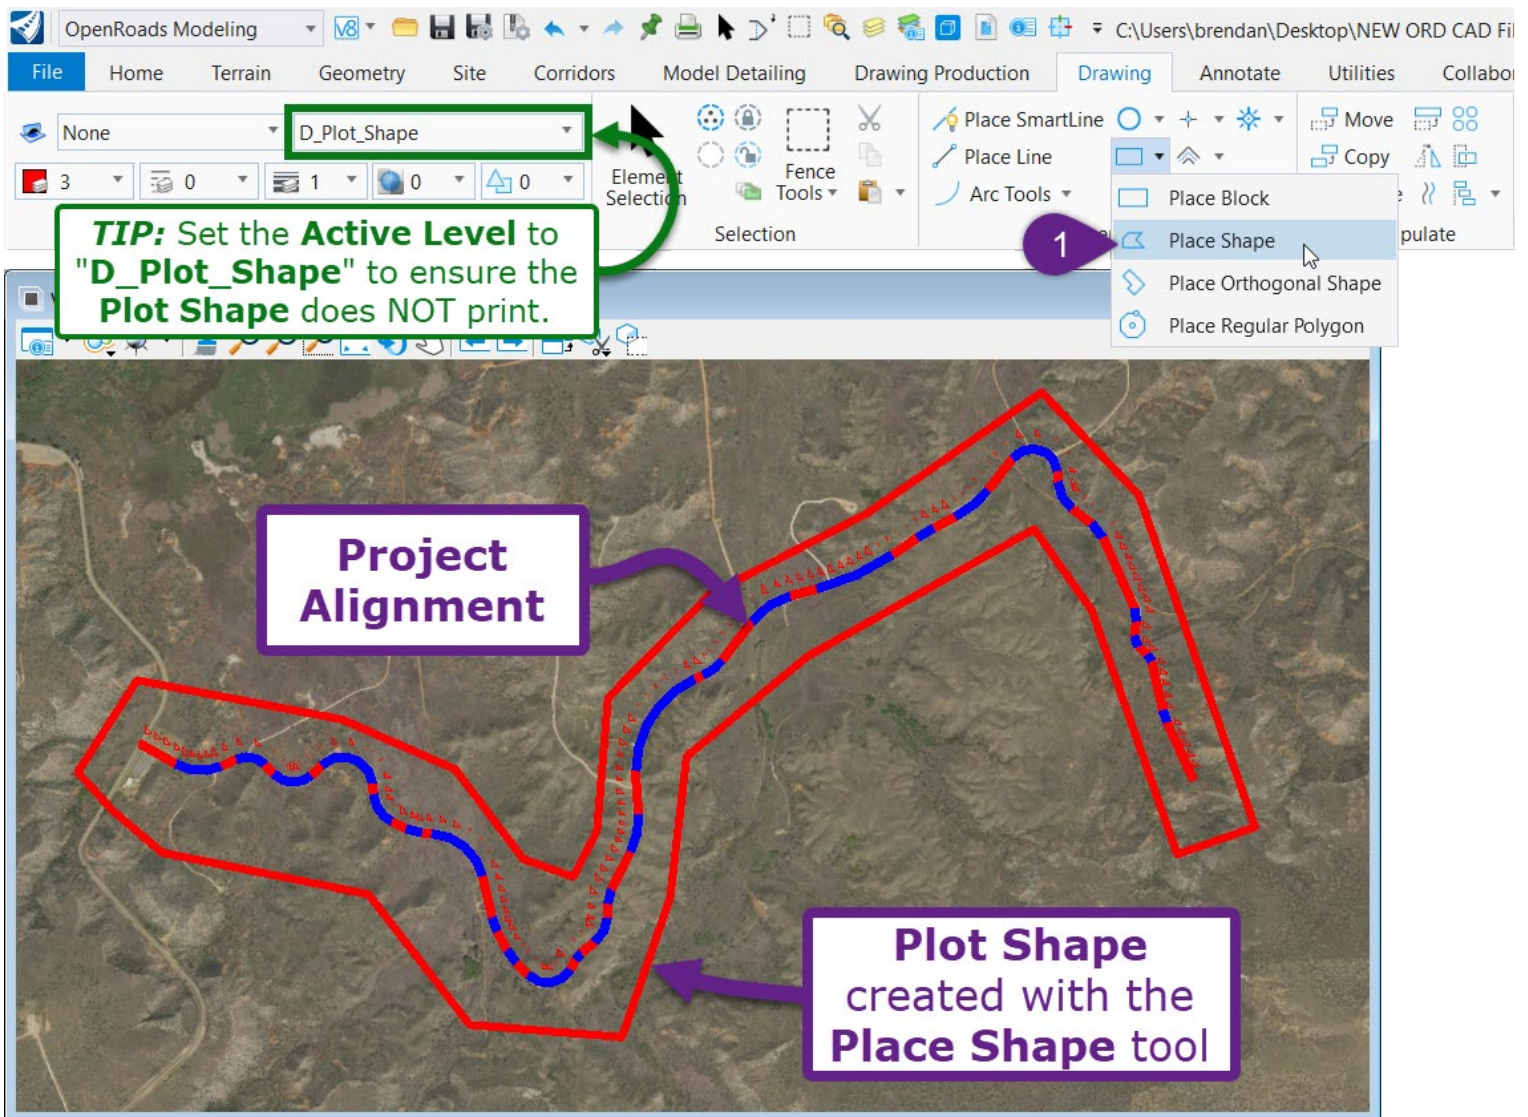 OpenRoads Modeling
V8
C:\Users\brendan\Desktop\NEW ORD CAD Fi
File Home Terrain Geometry Site Corridors Model Detailing Drawing Production Drawing Annotate Utilities Collabo
None
D_Plot_Shape
3 0 1 0 0
Element
Selection
Fence
Tools
Selection
Place SmartLine
Place Line
Arc Tools
Move
Copy
pulate
Place Block
1
Place Shape
Place Orthogonal Shape
Place Regular Polygon
TIP: Set the Active Level to
"D_Plot_Shape" to ensure the
Plot Shape does NOT print.
Project
Alignment
Plot Shape
created with the
Place Shape tool